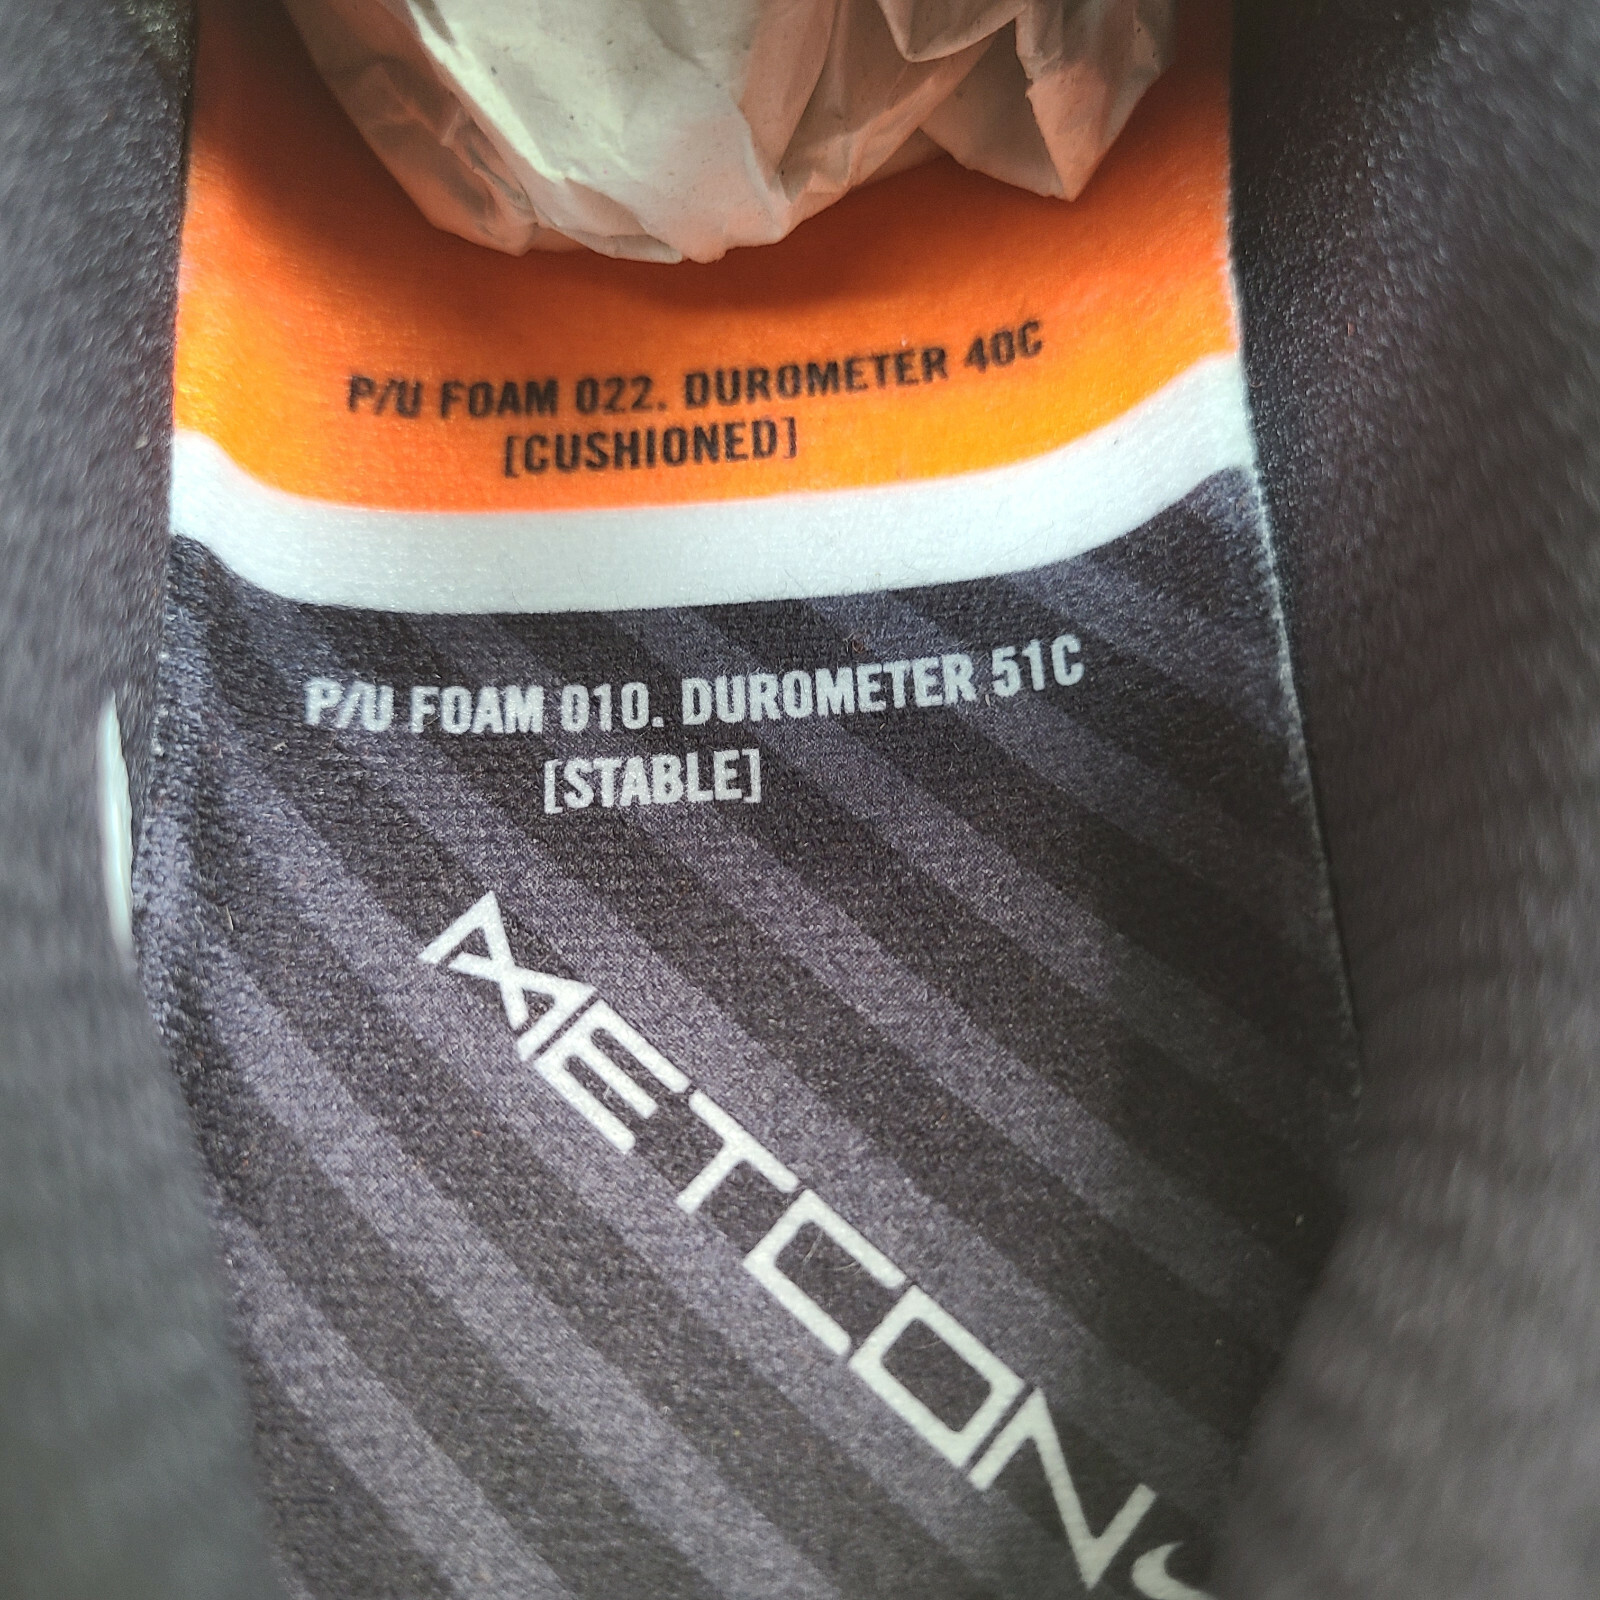 P/U FOAM 022. DUROMETER 40C
[CUSHIONED]
P/U FOAM 010. DUROMETER 51C
[STABLE]
METCON